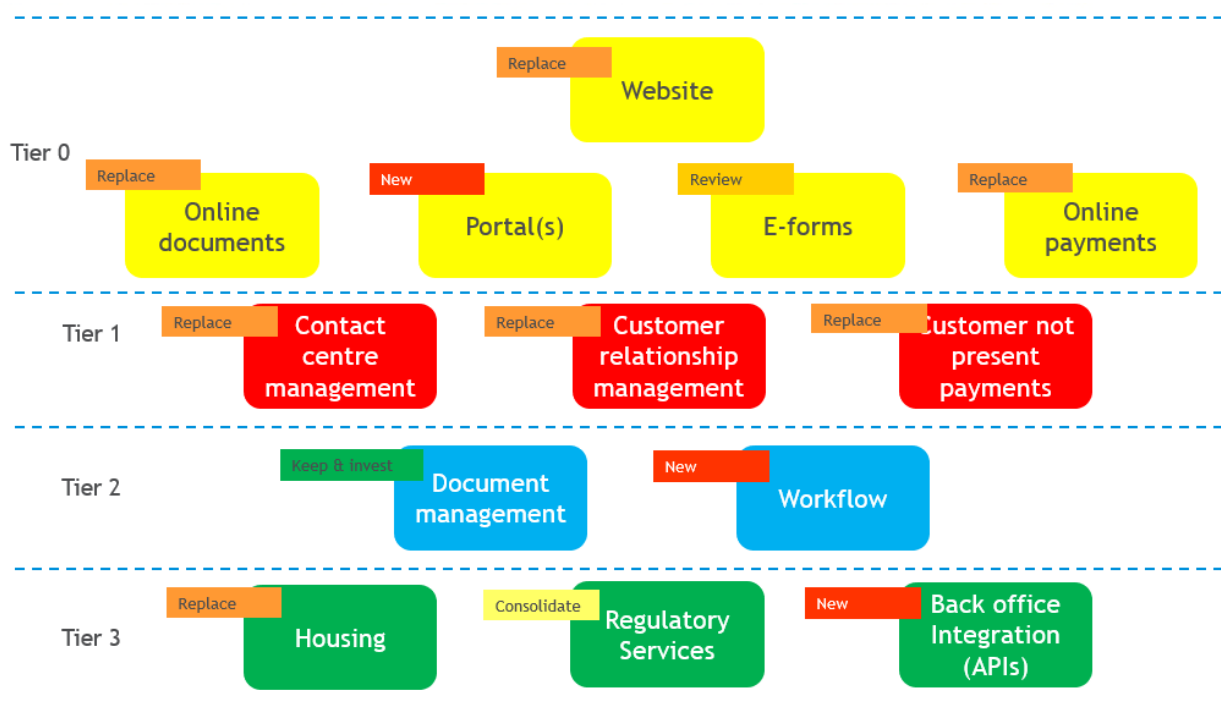 Replace
Website
Tier 0
Replace
New
Review
Replace
Online
documents
Portal(s)
E-forms
Online
payments
Tier 1
Replace
Contact
centre
management
Replace
Customer
relationship
management
Replace
Customer not
present
payments
Tier 2
Keep & invest
Document
management
New
Workflow
Tier 3
Replace
Housing
Consolidate
Regulatory
Services
New
Back office
Integration
(APIs)